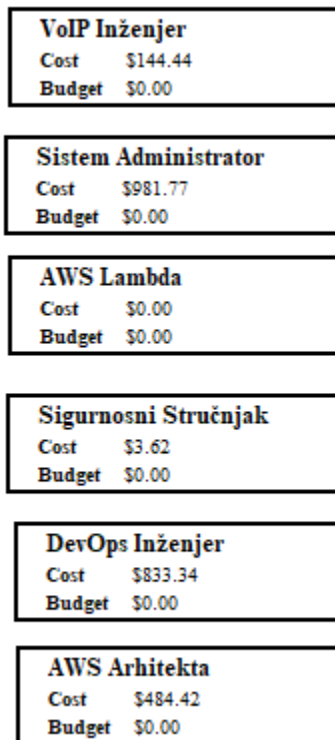 VoIP Inženjer
Cost $144.44
Budget $0.00
Sistem Administrator
Cost $981.77
Budget $0.00
AWS Lambda
Cost $0.00
Budget $0.00
Sigurnosni Stručnjak
Cost $3.62
Budget $0.00
DevOps Inženjer
Cost $833.34
Budget $0.00
AWS Arhitekta
Cost $484.42
Budget $0.00